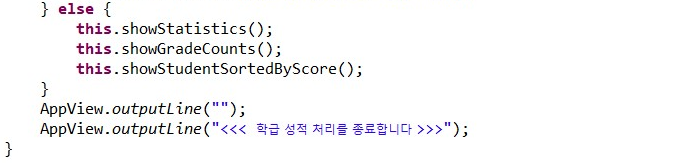 } else {
this.showStatistics();
this.showGradeCounts();
this.showStudentSortedByScore();
}
AppView.outputLine("");
AppView.outputLine("<<< 학급 성적 처리를 종료합니다 >>>");
}